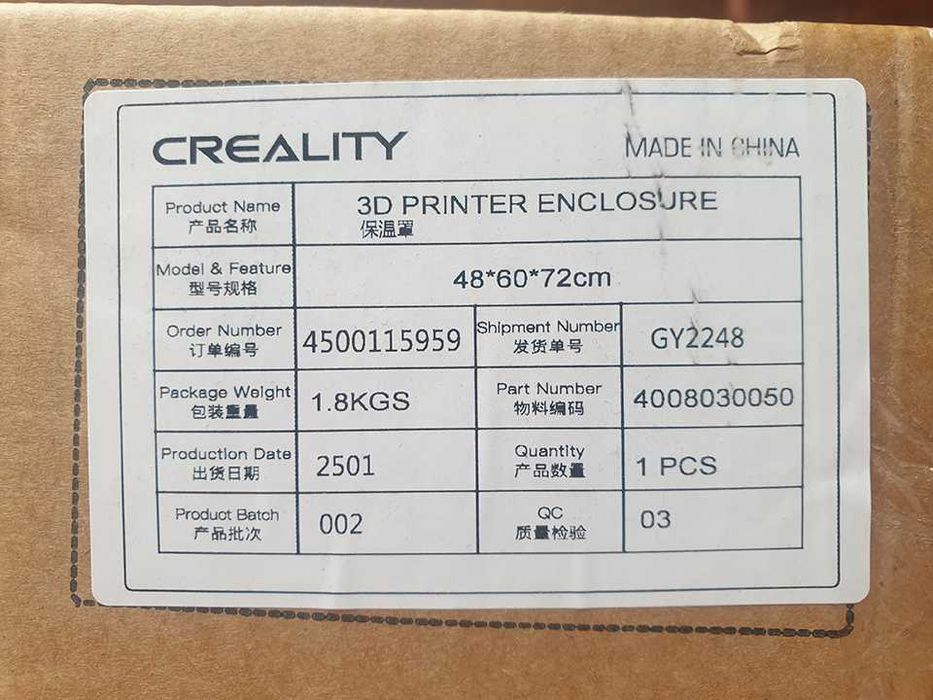 CREALITY
MADE IN CHINA
Product Name
产品名称
3D PRINTER ENCLOSURE
保温罩
Model & Feature
型号规格
48*60*72cm
Order Number
订单编号
4500115959
Shipment Number
发货单号
GY2248
Package Weight
包装重量
1.8KGS
Part Number
物料编码
4008030050
Production Date
出货日期
2501
Quantity
产品数量
1 PCS
Product Batch
产品批次
002
QC
质量检验
03